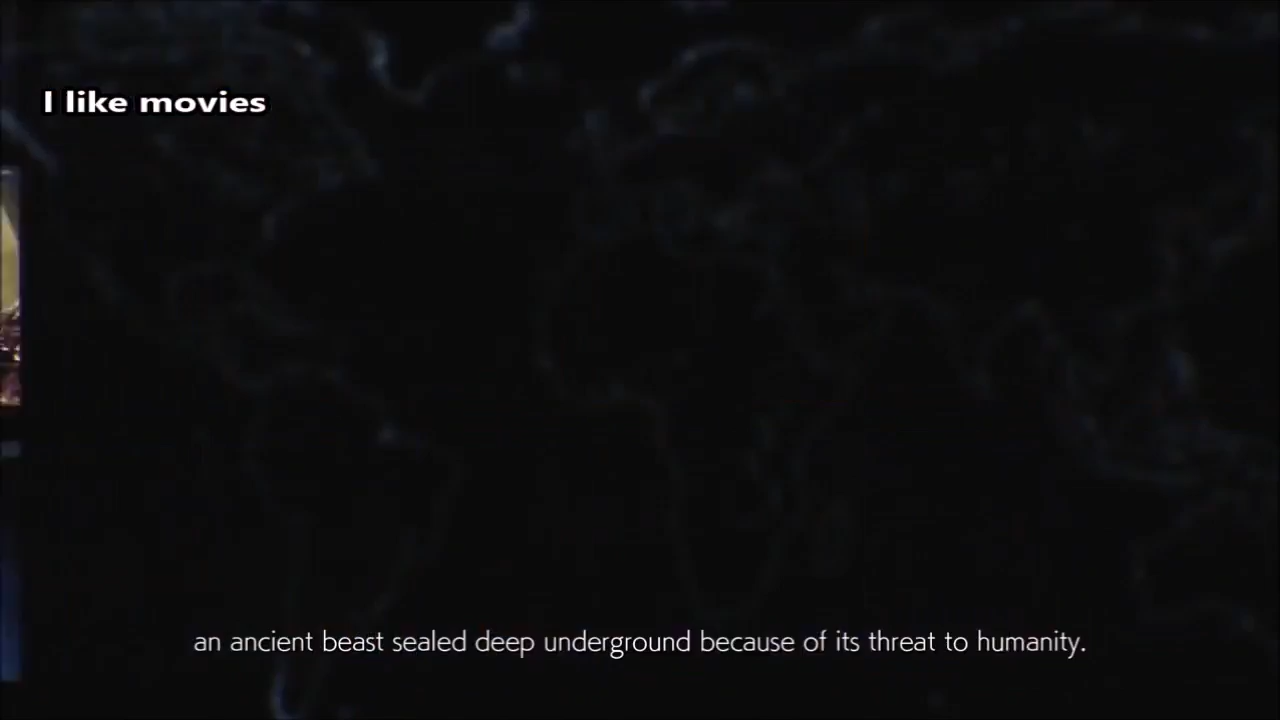 I like movies
an ancient beast sealed deep underground because of its threat to humanity.